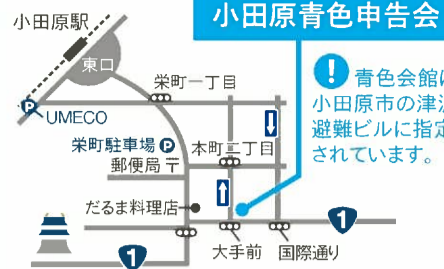 小田原青色申告会
小田原駅
東口
栄町一丁目
P
UMECO
栄町駐車場 P
郵便局 〒
本町二丁目
だるま料理店
大手前
国際通り
1
1
! 青色会館は
小田原市の津波
避難ビルに指定
されています。